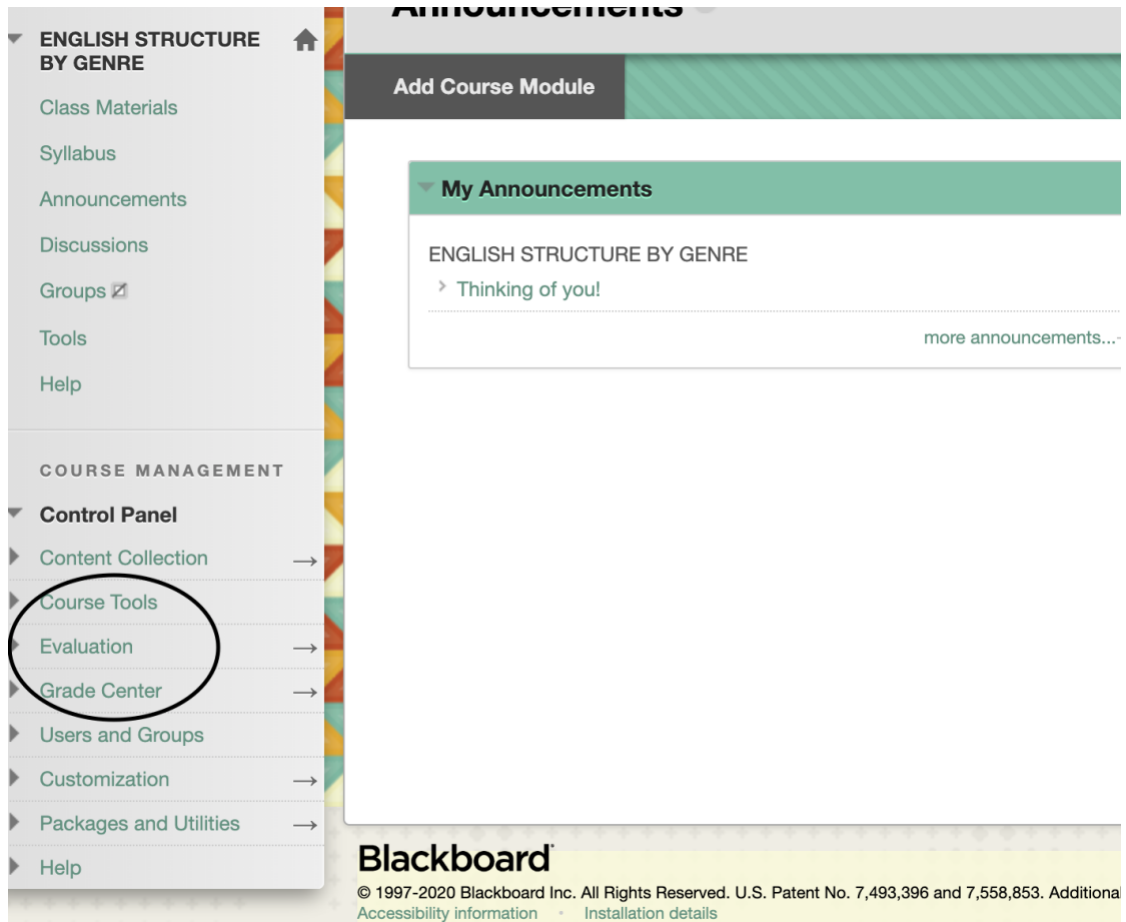 Announcements
ENGLISH STRUCTURE
BY GENRE
Class Materials
Syllabus
Announcements
Discussions
Groups
Tools
Help
COURSE MANAGEMENT
Control Panel
Content Collection
Course Tools
Evaluation
Grade Center
Users and Groups
Customization
Packages and Utilities
Help
Add Course Module
My Announcements
ENGLISH STRUCTURE BY GENRE
Thinking of you!
more announcements...
Blackboard
© 1997-2020 Blackboard Inc. All Rights Reserved. U.S. Patent No. 7,493,396 and 7,558,853. Additional
Accessibility information • Installation details